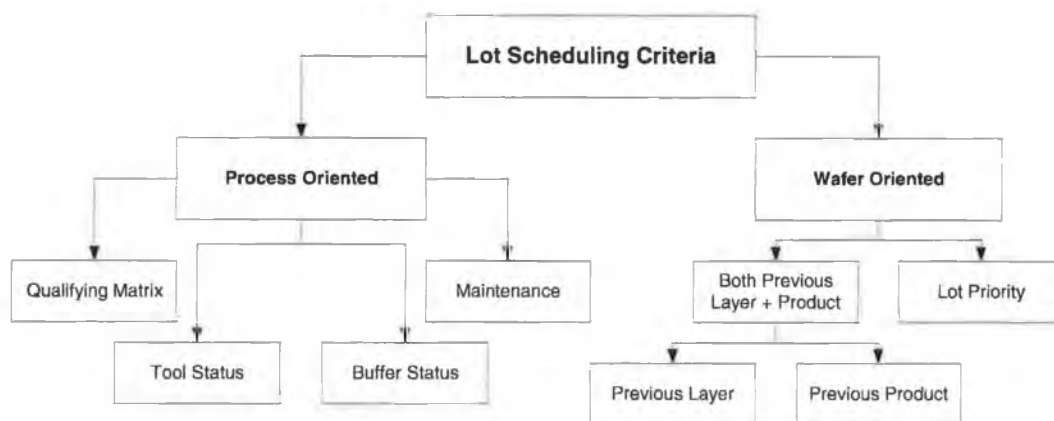 Lot Scheduling Criteria
Process Oriented
Wafer Oriented
Qualifying Matrix
Maintenance
Both Previous
Layer + Product
Lot Priority
Tool Status
Buffer Status
Previous Layer
Previous Product